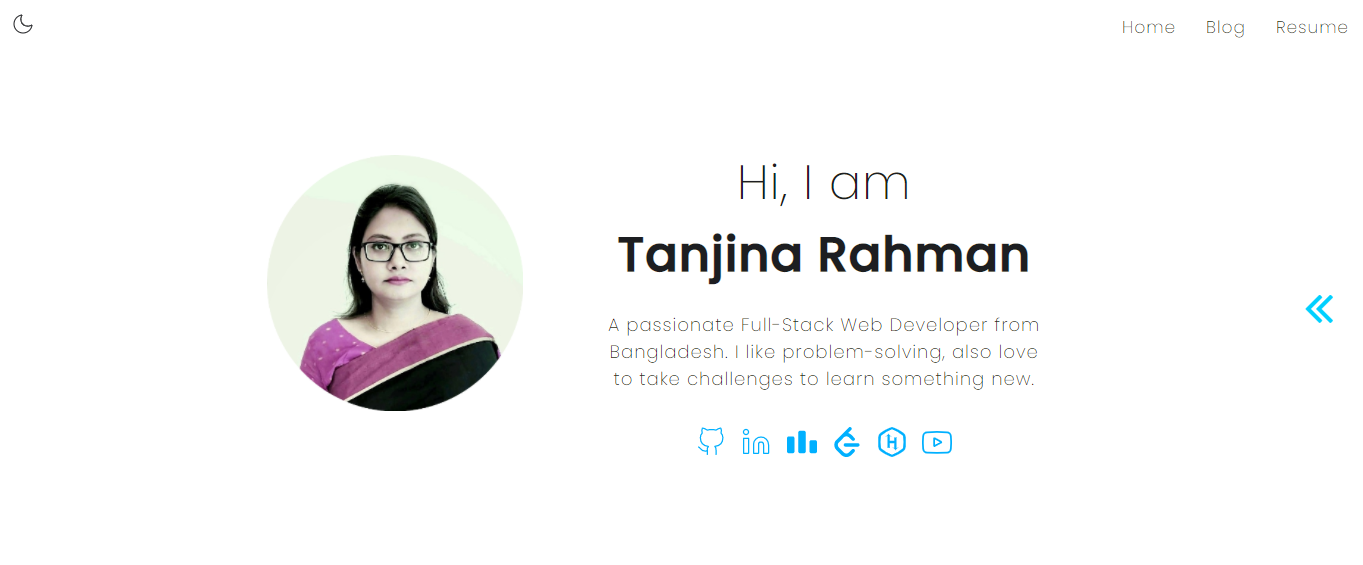 Home Blog Resume
Hi, I am
Tanjina Rahman
A passionate Full-Stack Web Developer from
Bangladesh. I like problem-solving, also love
to take challenges to learn something new.